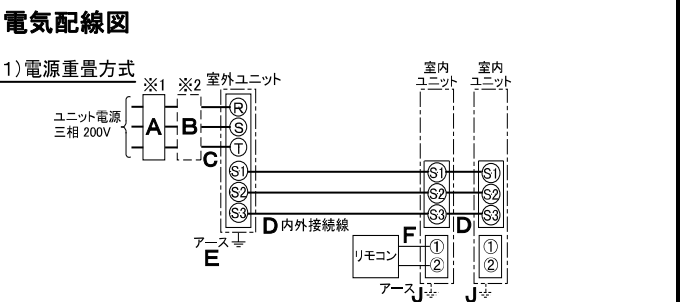 電気配線図
1)電源重畳方式
※1 ※2 室外ユニット
室内
ユニット
室内
ユニット
ユニット電源
三相 200V
A B
R
S
T
C
S1
S2
S3
S1
S2
S3
S1
S2
S3
D 内外接続線
D
アース
E
リモコン
F
①
②
①
②
アース J
J